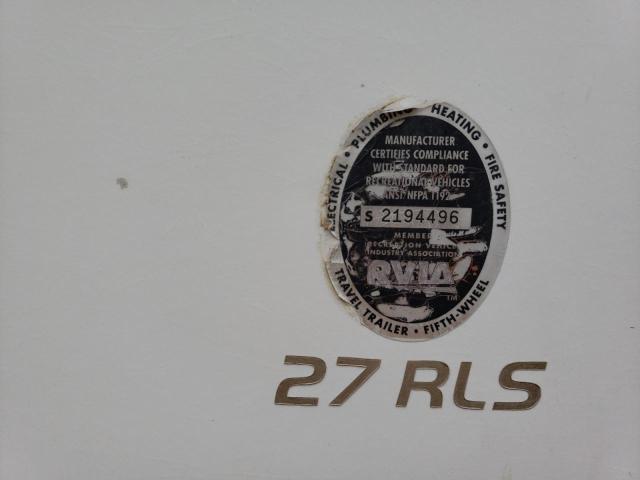 ELECTRICAL • PLUMBING • HEATING • FIRE SAFETY
MANUFACTURER
CERTIFIES COMPLIANCE
WITH STANDARD FOR
RECREATIONAL VEHICLES
ANSI/NFPA 1192
S 2194496
MEMBER
RECREATION VEHICLE
INDUSTRY ASSOCIATION
RVIA
TM
TRAVEL TRAILER • FIFTH-WHEEL
27 RLS